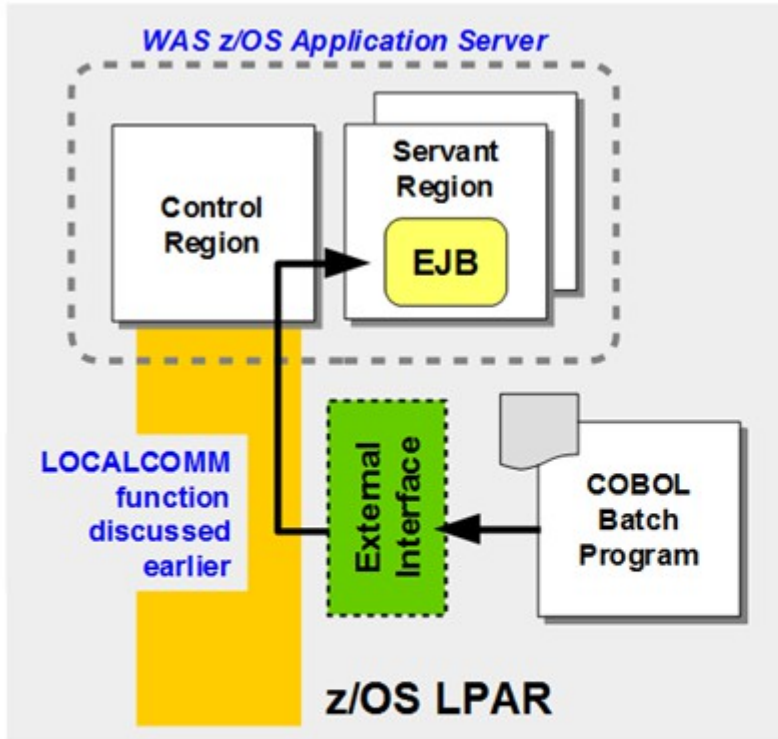 WAS z/OS Application Server
Control
Region
Servant
Region
EJB
LOCALCOMM
function
discussed
earlier
External
Interface
COBOL
Batch
Program
z/OS LPAR